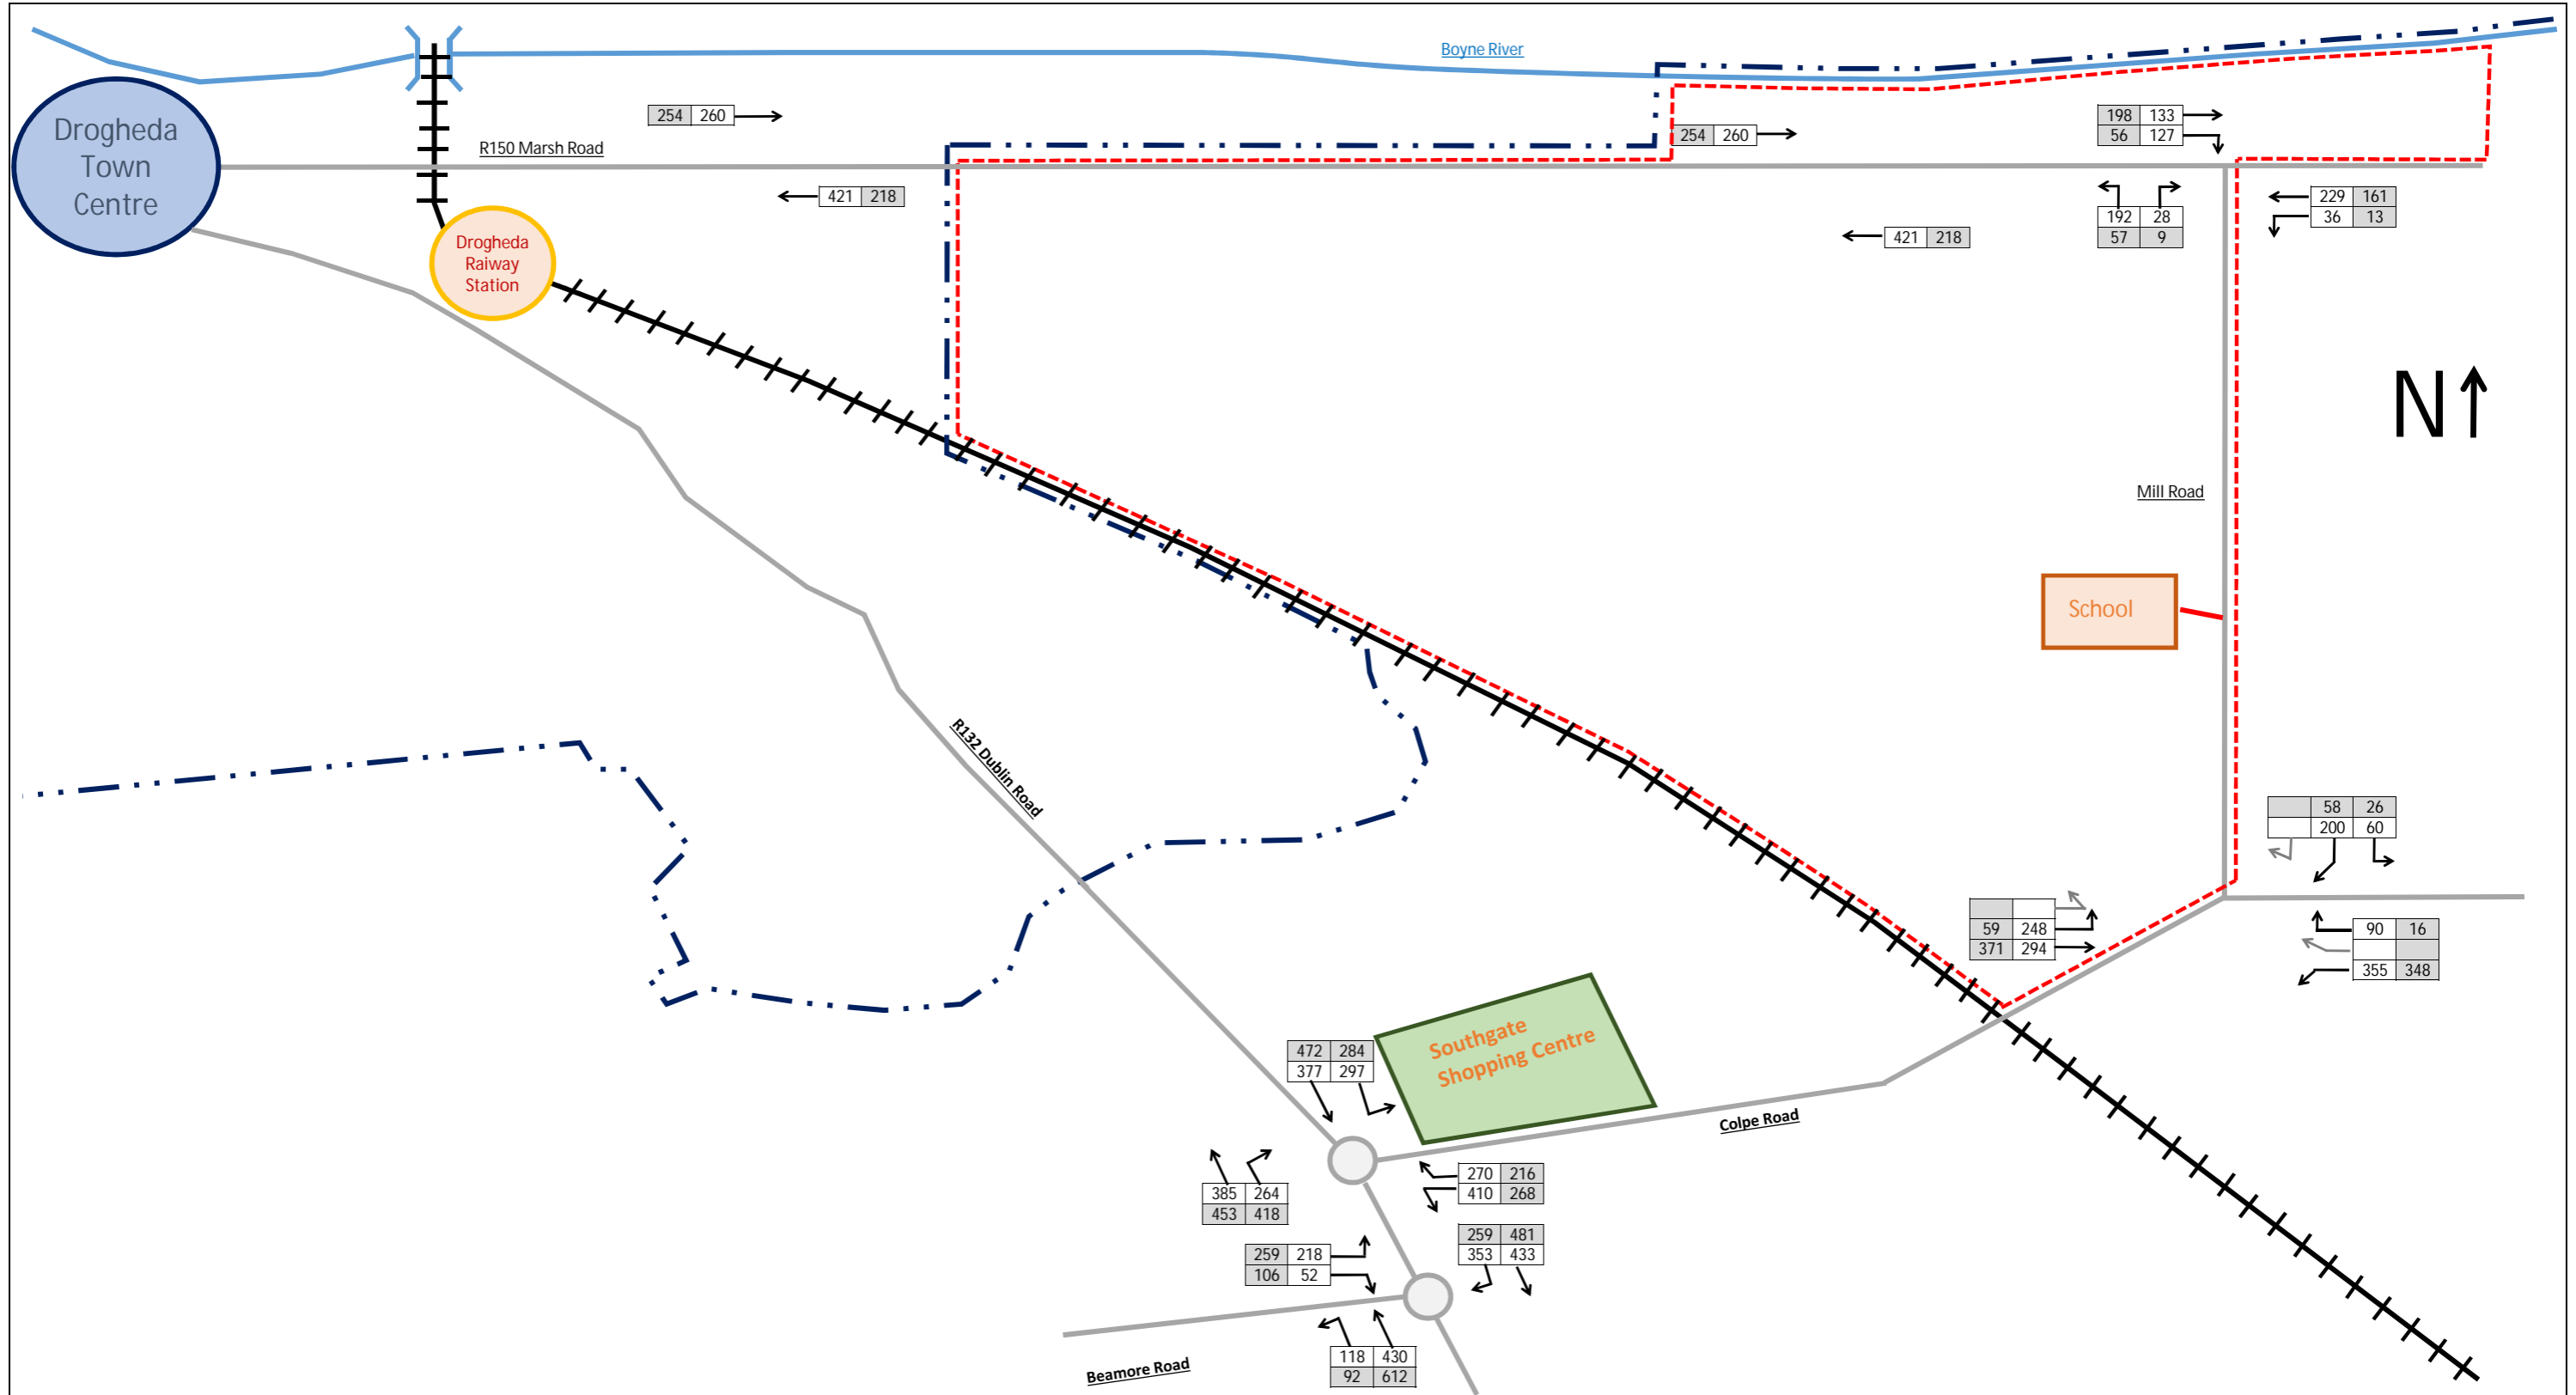 Boyne River
Drogheda
Town
Centre
254 260
254 260
198 133
56 127
R150 Marsh Road
421 218
192 28
57 9
229 161
36 13
421 218
Drogheda
Raiway
Station
N
Mill Road
School
R132 Dublin Road
58 26
200 60
59 248
371 294
90 16
355 348
Southgate
Shopping Centre
472 284
377 297
Colpe Road
385 264
453 418
270 216
410 268
259 218
106 52
259 481
353 433
118 430
92 612
Beamore Road